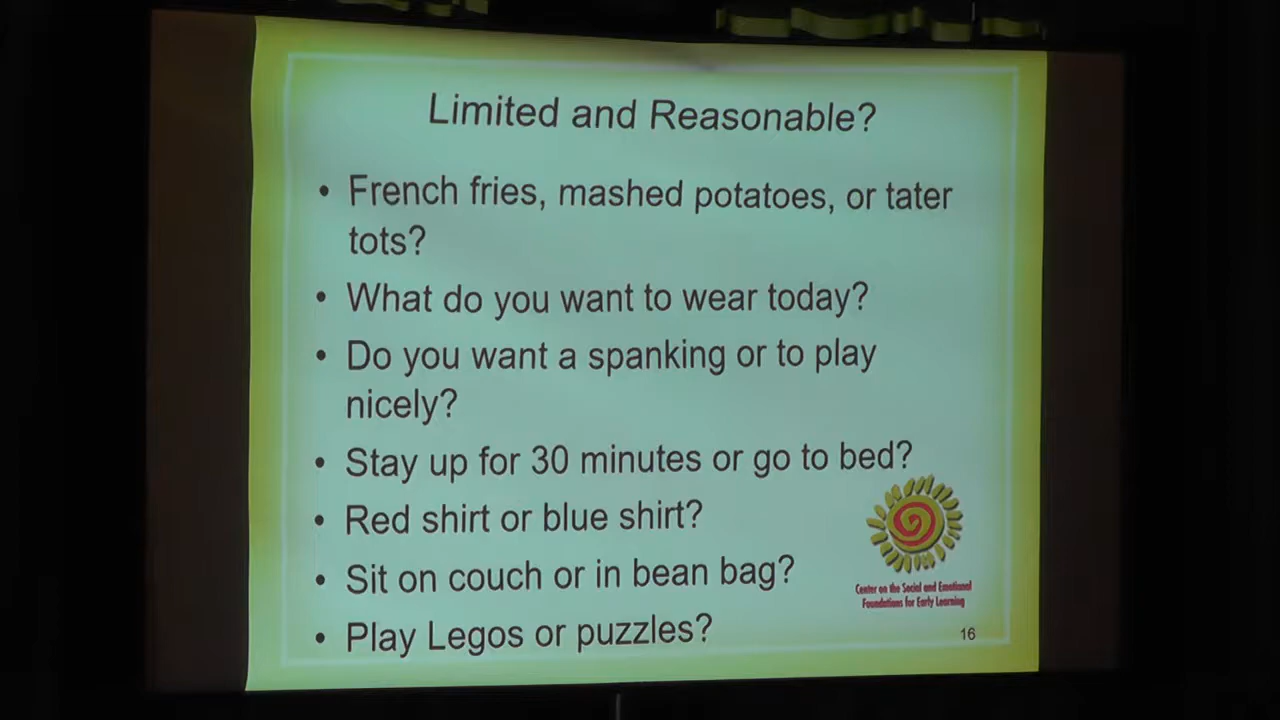 Limited and Reasonable?
• French fries, mashed potatoes, or tater
tots?
• What do you want to wear today?
• Do you want a spanking or to play
nicely?
• Stay up for 30 minutes or go to bed?
• Red shirt or blue shirt?
• Sit on couch or in bean bag?
• Play Legos or puzzles?
Center on the Social and Emotional
Foundations for Early Learning
16